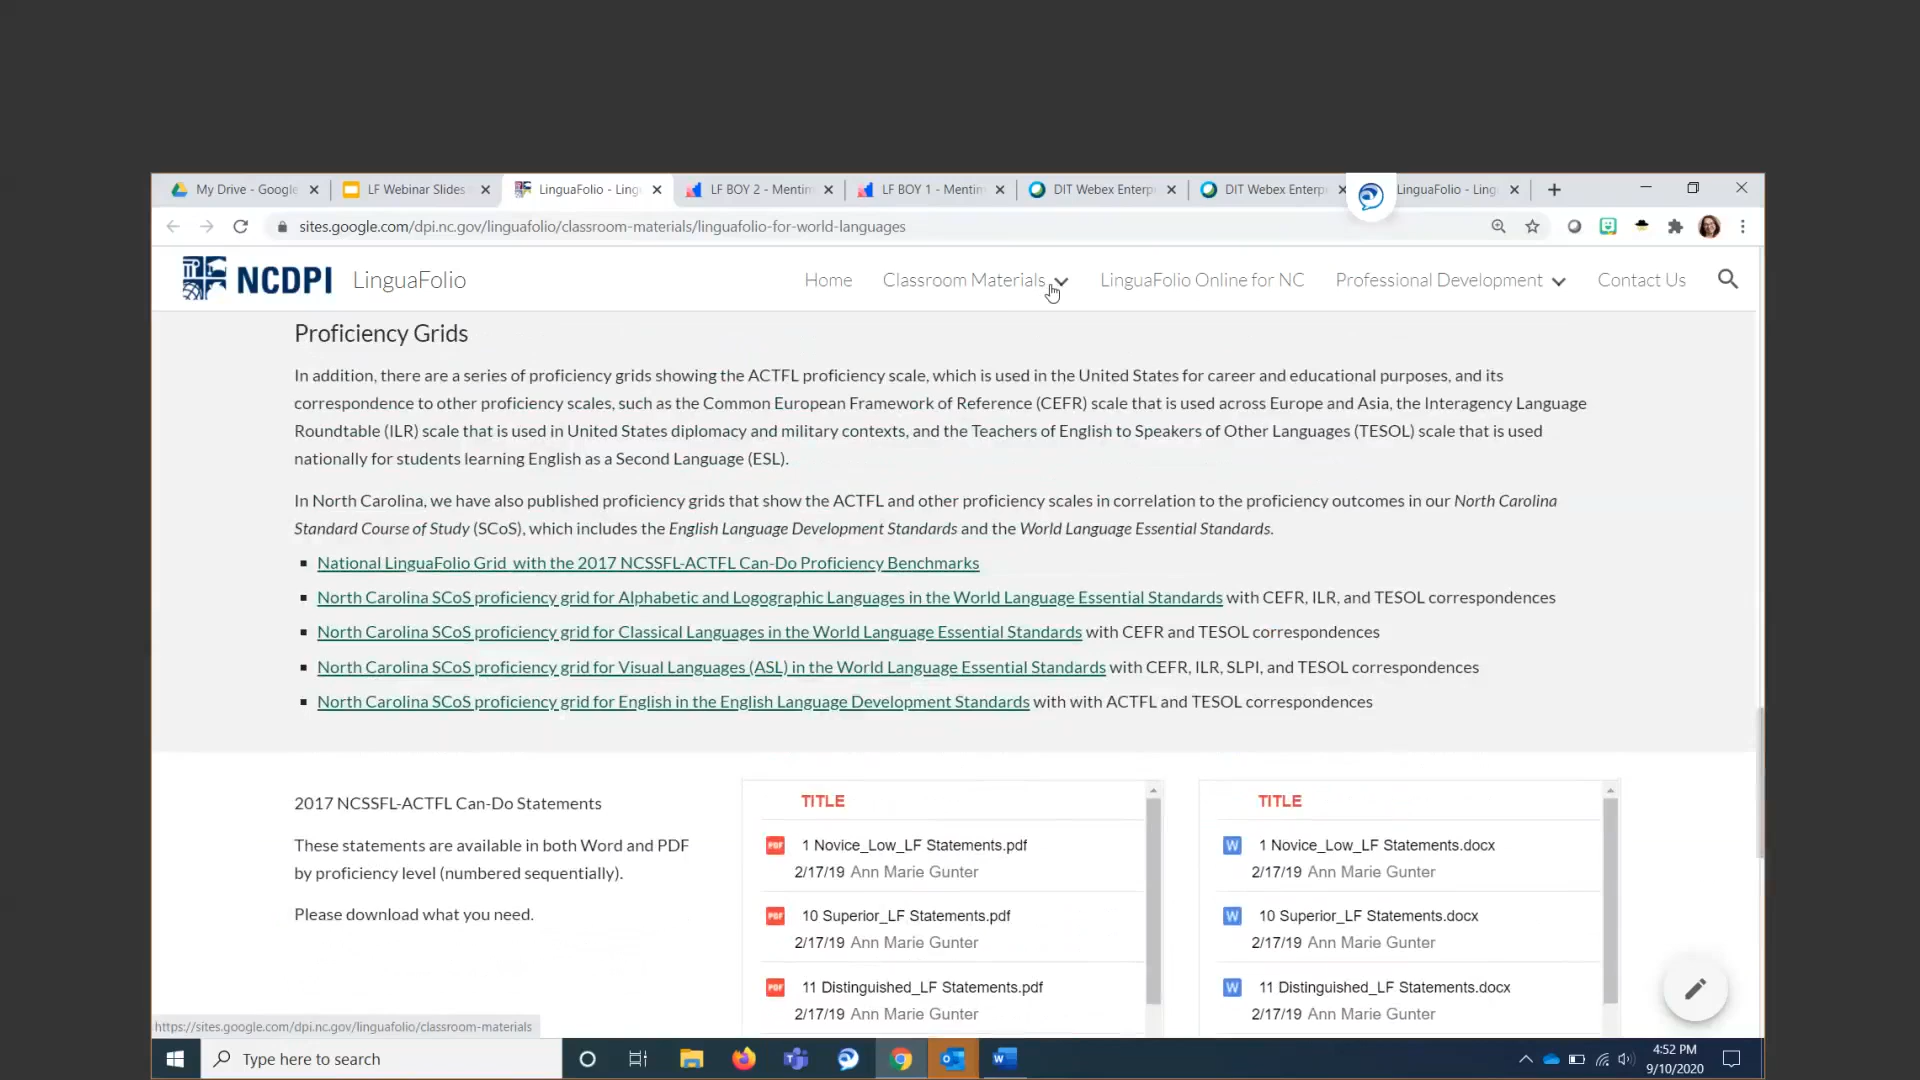 My Drive - Google
LF Webinar Slides
LinguaFolio - Ling
LF BOY 2 - Mentim
LF BOY 1 - Mentim
DIT Webex Enterp
DIT Webex Enterp
LinguaFolio - Ling
sites.google.com/dpi.nc.gov/linguafolio/classroom-materials/linguafolio-for-world-languages
NCDPI LinguaFolio
Home
Classroom Materials
LinguaFolio Online for NC
Professional Development
Contact Us
Proficiency Grids
In addition, there are a series of proficiency grids showing the ACTFL proficiency scale, which is used in the United States for career and educational purposes, and its
correspondence to other proficiency scales, such as the Common European Framework of Reference (CEFR) scale that is used across Europe and Asia, the Interagency Language
Roundtable (ILR) scale that is used in United States diplomacy and military contexts, and the Teachers of English to Speakers of Other Languages (TESOL) scale that is used
nationally for students learning English as a Second Language (ESL).
In North Carolina, we have also published proficiency grids that show the ACTFL and other proficiency scales in correlation to the proficiency outcomes in our North Carolina
Standard Course of Study (SCoS), which includes the English Language Development Standards and the World Language Essential Standards.
National LinguaFolio Grid with the 2017 NCSSFL-ACTFL Can-Do Proficiency Benchmarks
North Carolina SCoS proficiency grid for Alphabetic and Logographic Languages in the World Language Essential Standards with CEFR, ILR, and TESOL correspondences
North Carolina SCoS proficiency grid for Classical Languages in the World Language Essential Standards with CEFR and TESOL correspondences
North Carolina SCoS proficiency grid for Visual Languages (ASL) in the World Language Essential Standards with CEFR, ILR, SLPI, and TESOL correspondences
North Carolina SCoS proficiency grid for English in the English Language Development Standards with with ACTFL and TESOL correspondences
2017 NCSSFL-ACTFL Can-Do Statements
These statements are available in both Word and PDF
by proficiency level (numbered sequentially).
Please download what you need.
TITLE
1 Novice_Low_LF Statements.pdf
2/17/19 Ann Marie Gunter
10 Superior_LF Statements.pdf
2/17/19 Ann Marie Gunter
11 Distinguished_LF Statements.pdf
2/17/19 Ann Marie Gunter
TITLE
1 Novice_Low_LF Statements.docx
2/17/19 Ann Marie Gunter
10 Superior_LF Statements.docx
2/17/19 Ann Marie Gunter
11 Distinguished_LF Statements.docx
2/17/19 Ann Marie Gunter
https://sites.google.com/dpi.nc.gov/linguafolio/classroom-materials
Type here to search
4:52 PM
9/10/2020